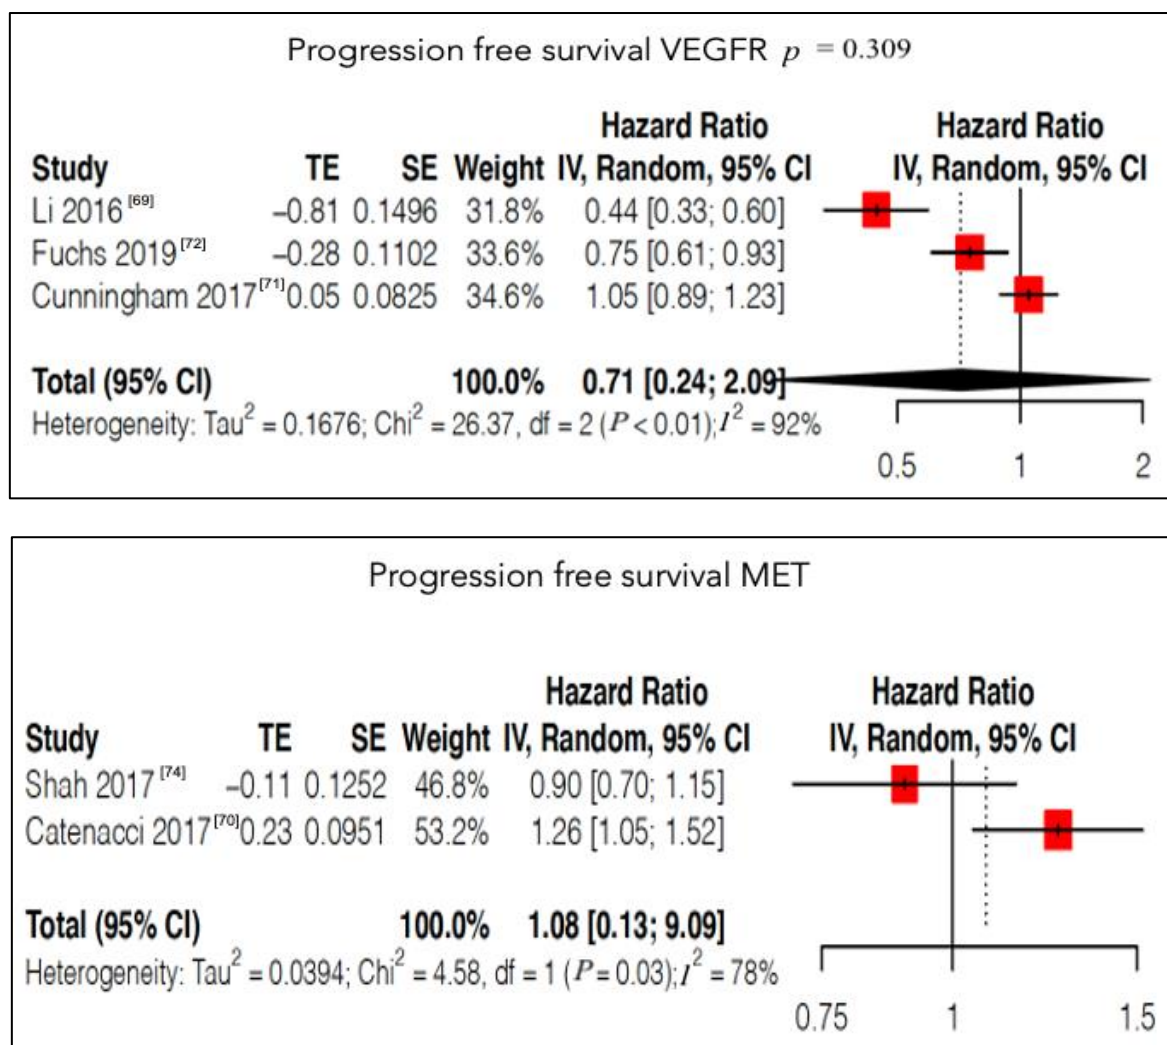 Progression free survival VEGFR p = 0.309
Hazard Ratio Hazard Ratio
Study TE SE Weight IV, Random, 95% CI IV, Random, 95% CI
Li 2016 [69] −0.81 0.1496 31.8% 0.44 [0.33; 0.60]
Fuchs 2019 [72] −0.28 0.1102 33.6% 0.75 [0.61; 0.93]
Cunningham 2017 [71] 0.05 0.0825 34.6% 1.05 [0.89; 1.23]
Total (95% CI) 100.0% 0.71 [0.24; 2.09]
Heterogeneity: Tau² = 0.1676; Chi² = 26.37, df = 2 (P < 0.01); I² = 92%
0.5 1 2
Progression free survival MET
Hazard Ratio Hazard Ratio
Study TE SE Weight IV, Random, 95% CI IV, Random, 95% CI
Shah 2017 [74] −0.11 0.1252 46.8% 0.90 [0.70; 1.15]
Catenacci 2017 [70] 0.23 0.0951 53.2% 1.26 [1.05; 1.52]
Total (95% CI) 100.0% 1.08 [0.13; 9.09]
Heterogeneity: Tau² = 0.0394; Chi² = 4.58, df = 1 (P = 0.03); I² = 78%
0.75 1 1.5